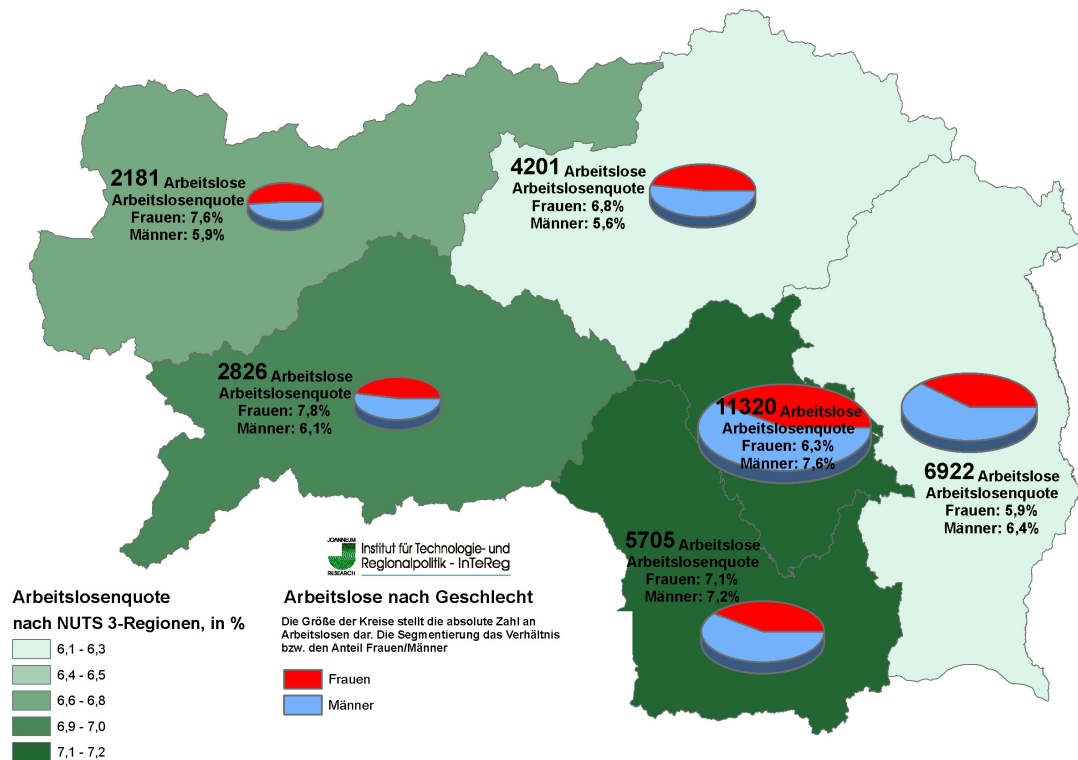 2181 Arbeitslose
Arbeitslosenquote
Frauen: 7,6%
Männer: 5,9%
4201 Arbeitslose
Arbeitslosenquote
Frauen: 6,8%
Männer: 5,6%
2826 Arbeitslose
Arbeitslosenquote
Frauen: 7,8%
Männer: 6,1%
11320 Arbeitslose
Arbeitslosenquote
Frauen: 6,3%
Männer: 7,6%
6922 Arbeitslose
Arbeitslosenquote
Frauen: 5,9%
Männer: 6,4%
5705 Arbeitslose
Arbeitslosenquote
Frauen: 7,1%
Männer: 7,2%
JOANNEUM
RESEARCH
Institut für Technologie- und
Regionalpolitik - InTeReg
Arbeitslosenquote
nach NUTS 3-Regionen, in %
6,1 - 6,3
6,4 - 6,5
6,6 - 6,8
6,9 - 7,0
7,1 - 7,2
Arbeitslose nach Geschlecht
Die Größe der Kreise stellt die absolute Zahl an
Arbeitslosen dar. Die Segmentierung das Verhältnis
bzw. den Anteil Frauen/Männer
Frauen
Männer